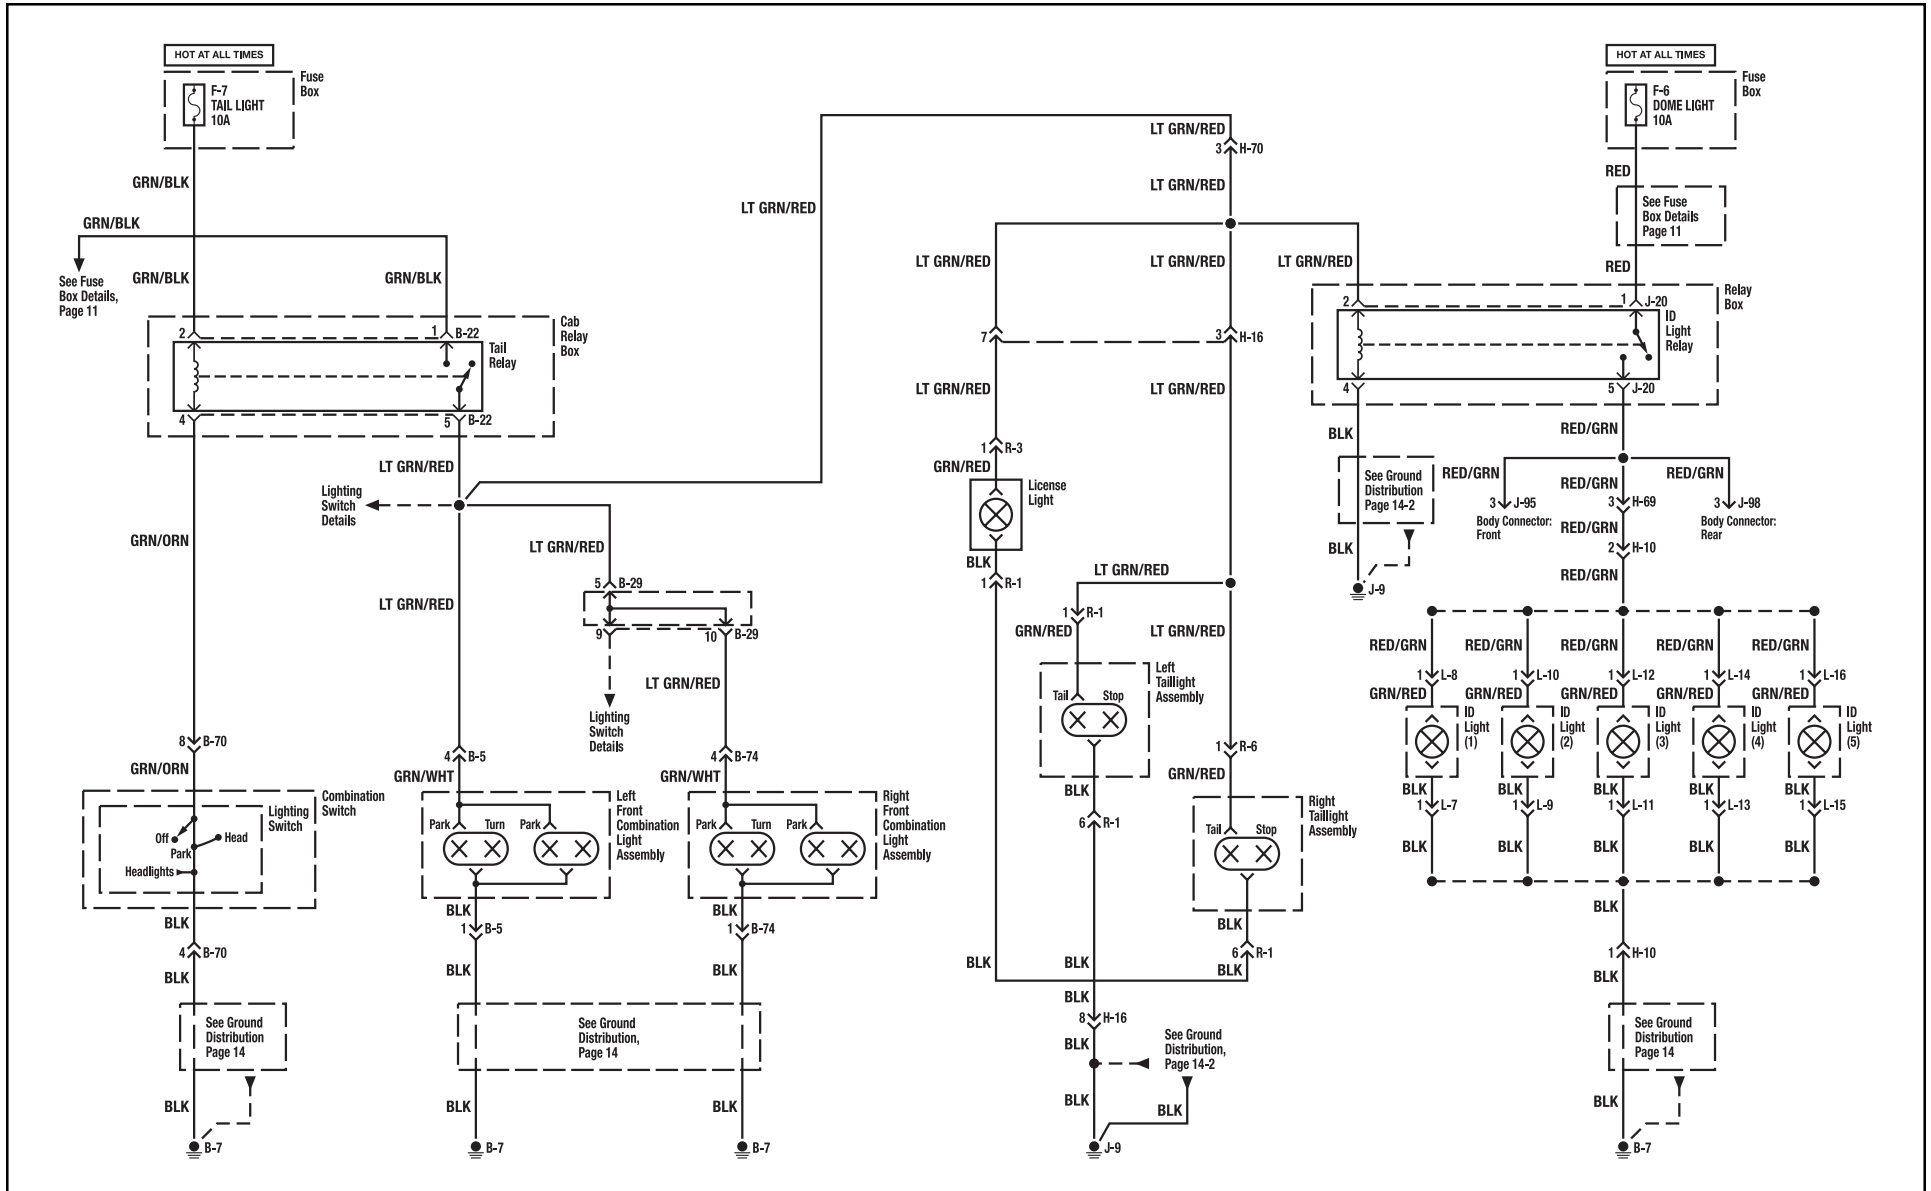 HOT AT ALL TIMES
Fuse
Box
F-7
TAIL LIGHT
10A
GRN/BLK
GRN/BLK
See Fuse
Box Details,
Page 11
GRN/BLK
GRN/BLK
Cab
Relay
Box
2
1
B-22
Tail
Relay
4
5
B-22
GRN/ORN
8
B-70
GRN/ORN
Combination
Switch
Lighting
Switch
Off
Head
Park
Headlights
BLK
4
B-70
BLK
See Ground
Distribution
Page 14
BLK
B-7
LT GRN/RED
Lighting
Switch
Details
LT GRN/RED
LT GRN/RED
5
B-29
9
10
B-29
Lighting
Switch
Details
LT GRN/RED
4
B-5
GRN/WHT
Left
Front
Combination
Light
Assembly
Park
Turn
Park
BLK
1
B-5
BLK
4
B-74
GRN/WHT
Right
Front
Combination
Light
Assembly
Park
Turn
Park
BLK
1
B-74
BLK
See Ground
Distribution,
Page 14
BLK
B-7
BLK
B-7
LT GRN/RED
LT GRN/RED
3
H-70
LT GRN/RED
LT GRN/RED
LT GRN/RED
LT GRN/RED
7
3
H-16
LT GRN/RED
LT GRN/RED
1
R-3
GRN/RED
License
Light
BLK
1
R-1
LT GRN/RED
1
R-1
GRN/RED
LT GRN/RED
Left
Taillight
Assembly
Tail
Stop
BLK
6
R-1
1
R-6
GRN/RED
Right
Taillight
Assembly
Tail
Stop
BLK
6
R-1
BLK
BLK
BLK
BLK
8
H-16
BLK
See Ground
Distribution,
Page 14-2
BLK
BLK
J-9
HOT AT ALL TIMES
Fuse
Box
F-6
DOME LIGHT
10A
RED
See Fuse
Box Details
Page 11
RED
Relay
Box
2
1
J-20
ID
Light
Relay
4
5
J-20
BLK
See Ground
Distribution
Page 14-2
BLK
J-9
RED/GRN
RED/GRN
RED/GRN
RED/GRN
3
J-95
Body Connector:
Front
3
H-69
3
J-98
Body Connector:
Rear
RED/GRN
2
H-10
RED/GRN
RED/GRN
RED/GRN
RED/GRN
RED/GRN
RED/GRN
1
L-8
1
L-10
1
L-12
1
L-14
1
L-16
GRN/RED
GRN/RED
GRN/RED
GRN/RED
GRN/RED
ID
Light
(1)
ID
Light
(2)
ID
Light
(3)
ID
Light
(4)
ID
Light
(5)
BLK
BLK
BLK
BLK
BLK
1
L-7
1
L-9
1
L-11
1
L-13
1
L-15
BLK
BLK
BLK
BLK
BLK
BLK
1
H-10
BLK
See Ground
Distribution
Page 14
BLK
B-7